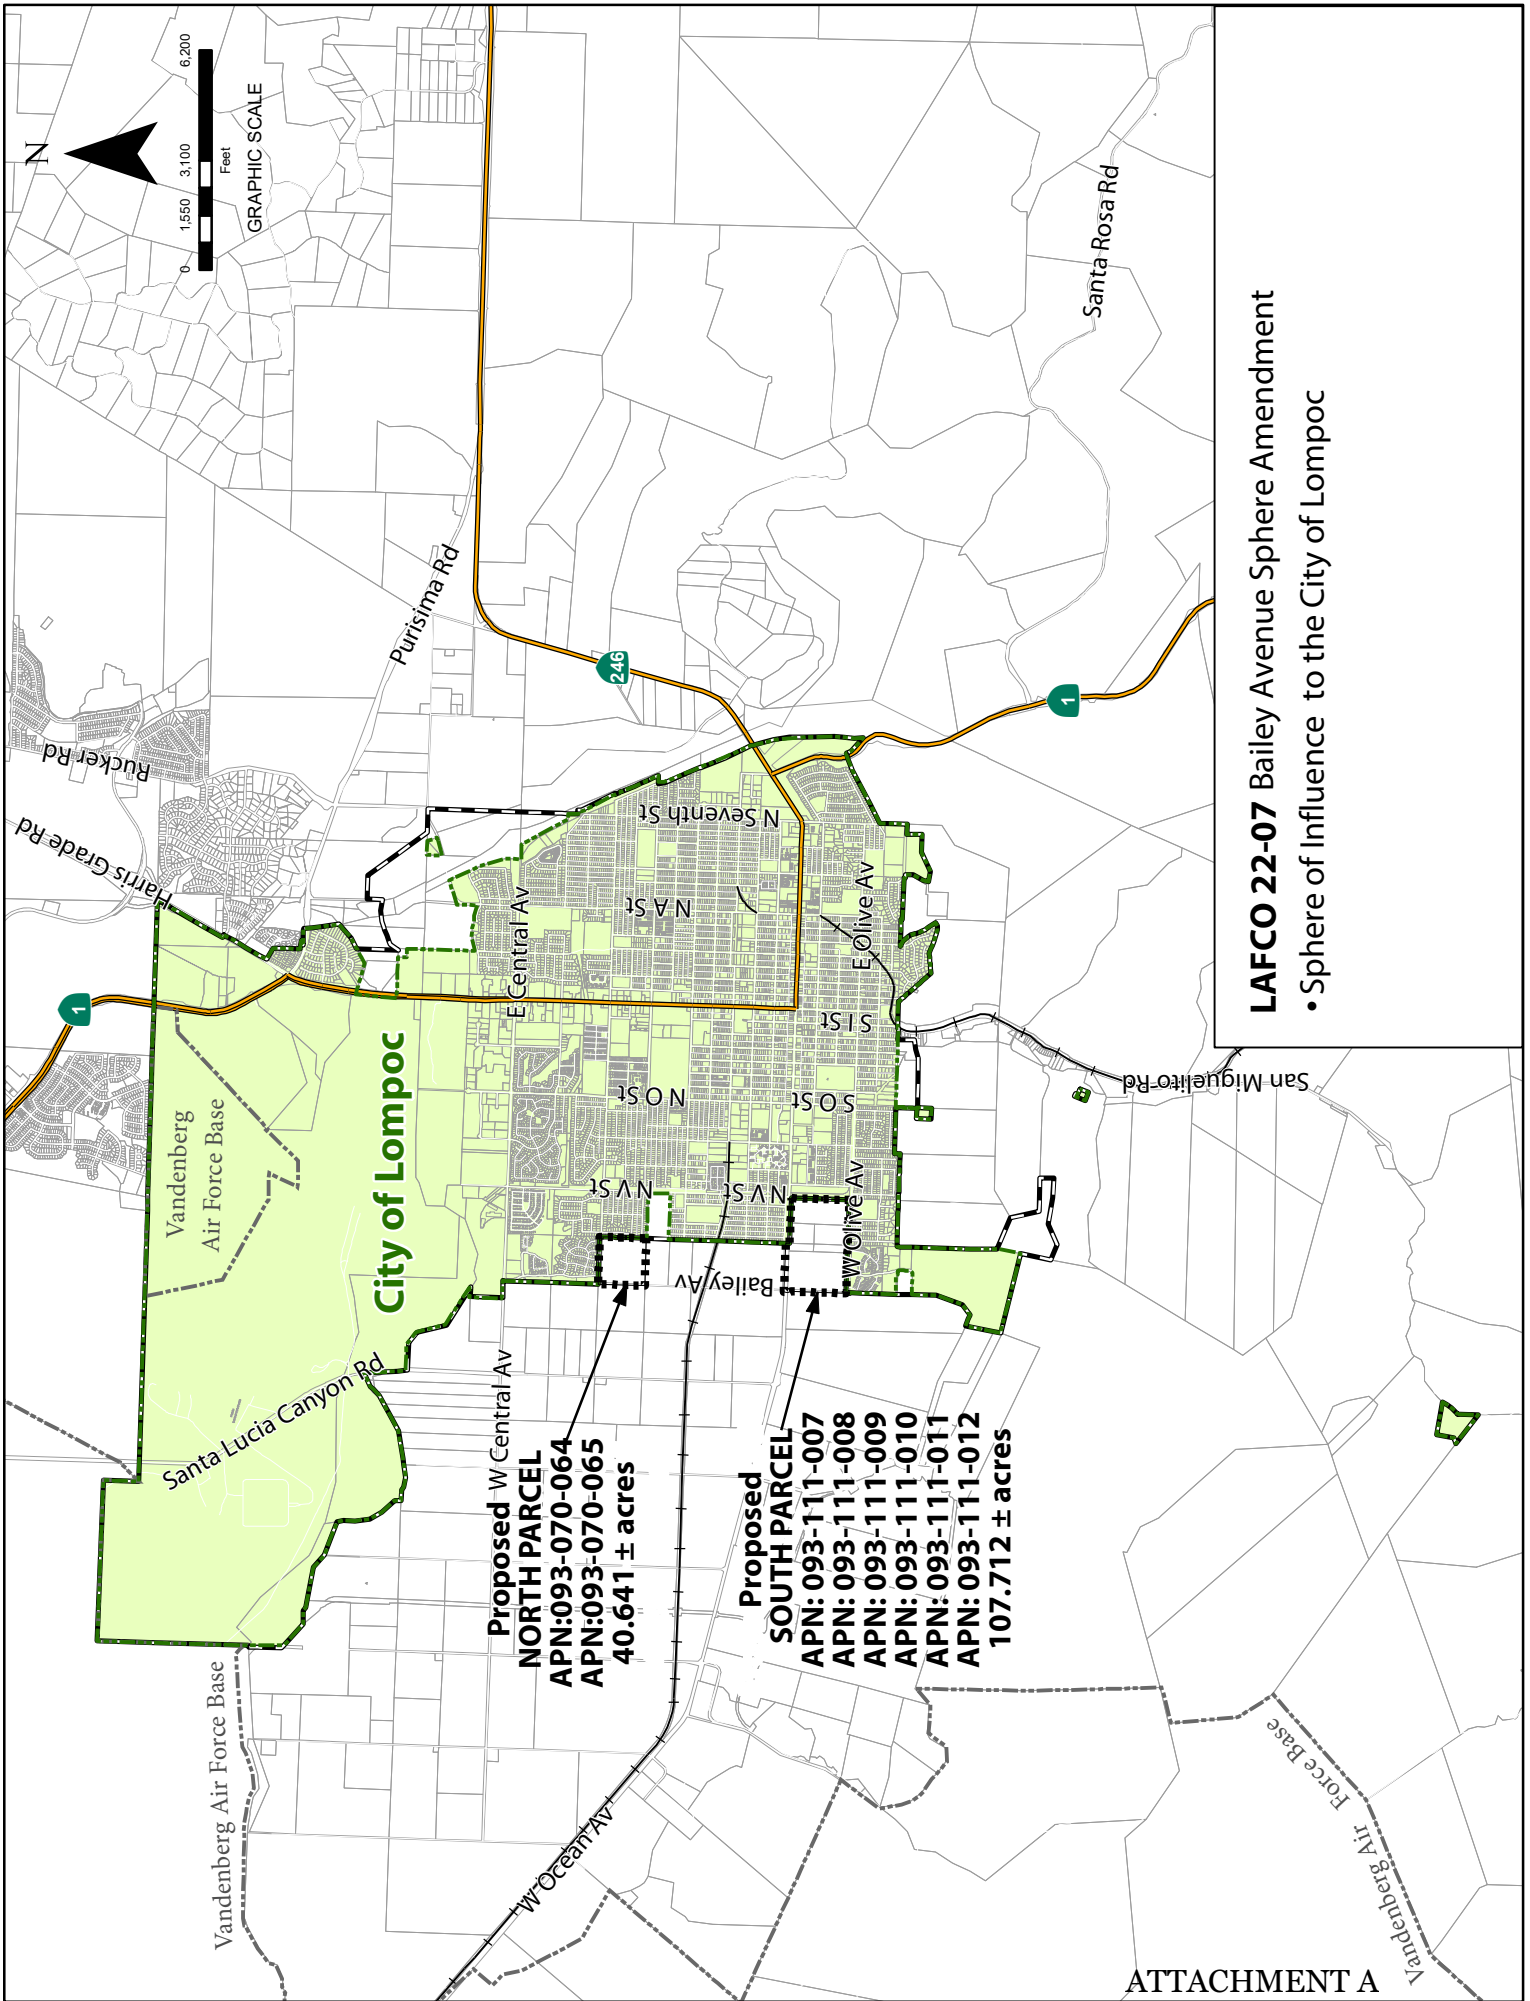 N
0 1,550 3,100 6,200
Feet
GRAPHIC SCALE
Rucker Rd
Harris Grade Rd
Purisima Rd
Santa Rosa Rd
246
1
1
Vandenberg
Air Force Base
City of Lompoc
Santa Lucia Canyon Rd
E Central Av
N Seventh St
N A St
E Olive Av
S I St
N O St
S O St
N V St
N V St
W Olive Av
Bailey Av
San Miguelito Rd
W Central Av
Proposed
NORTH PARCEL
APN:093-070-064
APN:093-070-065
40.641 ± acres
Proposed
SOUTH PARCEL
APN: 093-111-007
APN: 093-111-008
APN: 093-111-009
APN: 093-111-010
APN: 093-111-011
APN: 093-111-012
107.712 ± acres
W Ocean Av
Vandenberg Air Force Base
Vandenberg Air Force Base
LAFCO 22-07 Bailey Avenue Sphere Amendment
• Sphere of Influence to the City of Lompoc
ATTACHMENT A